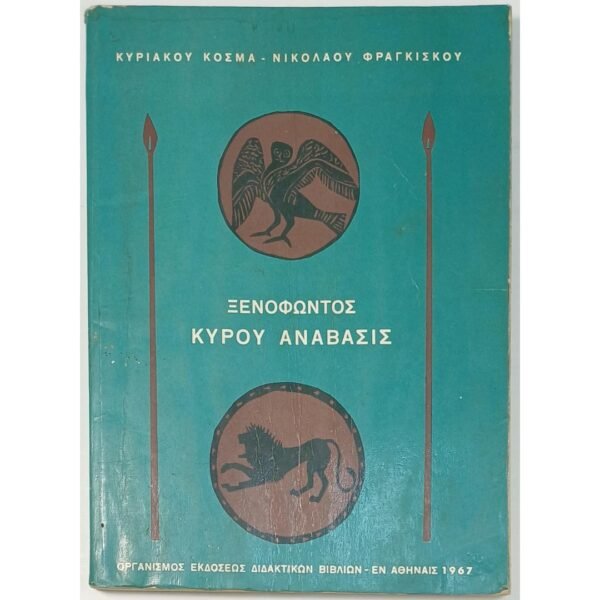 ΚΥΡΙΑΚΟΥ ΚΟΣΜΑ - ΝΙΚΟΛΑΟΥ ΦΡΑΓΚΙΣΚΟΥ
ΞΕΝΟΦΩΝΤΟΣ
ΚΥΡΟΥ ΑΝΑΒΑΣΙΣ
ΟΡΓΑΝΙΣΜΟΣ ΕΚΔΟΣΕΩΣ ΔΙΔΑΚΤΙΚΩΝ ΒΙΒΛΙΩΝ - ΕΝ ΑΘΗΝΑΙΣ 1967